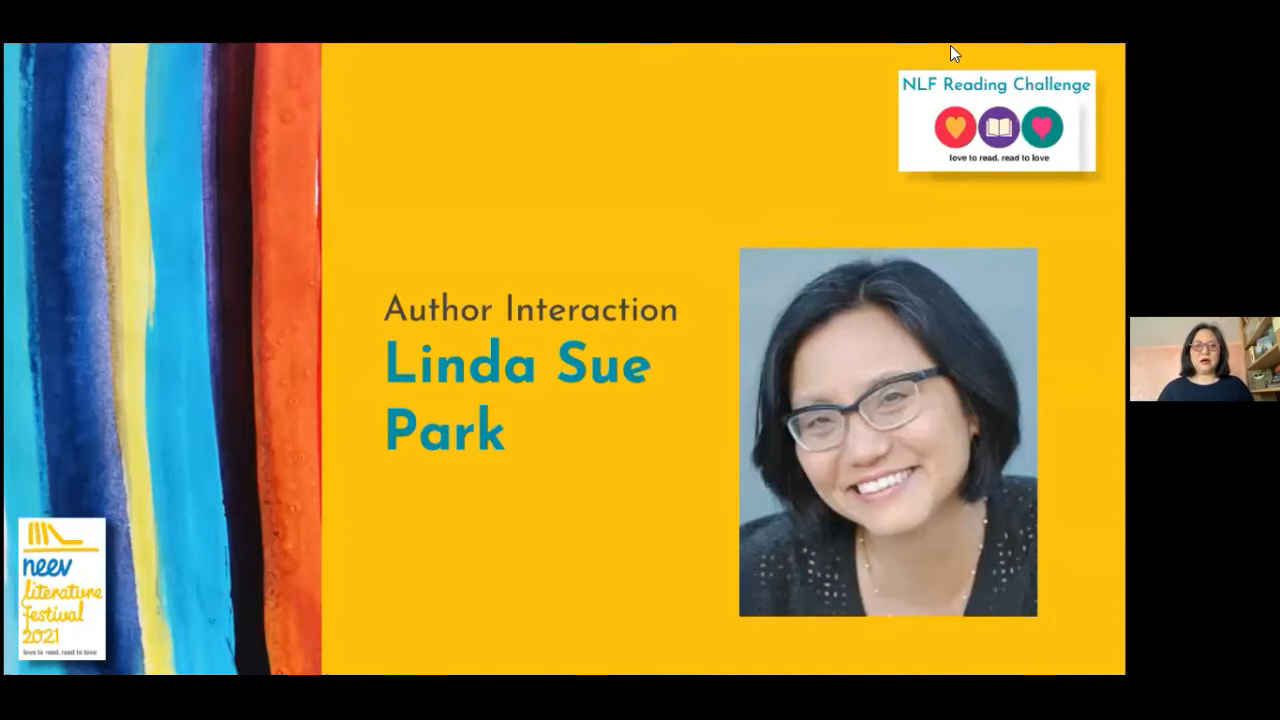 NLF Reading Challenge
love to read, read to love
Author Interaction
Linda Sue
Park
neev
literature
festival
2021
love to read, read to love